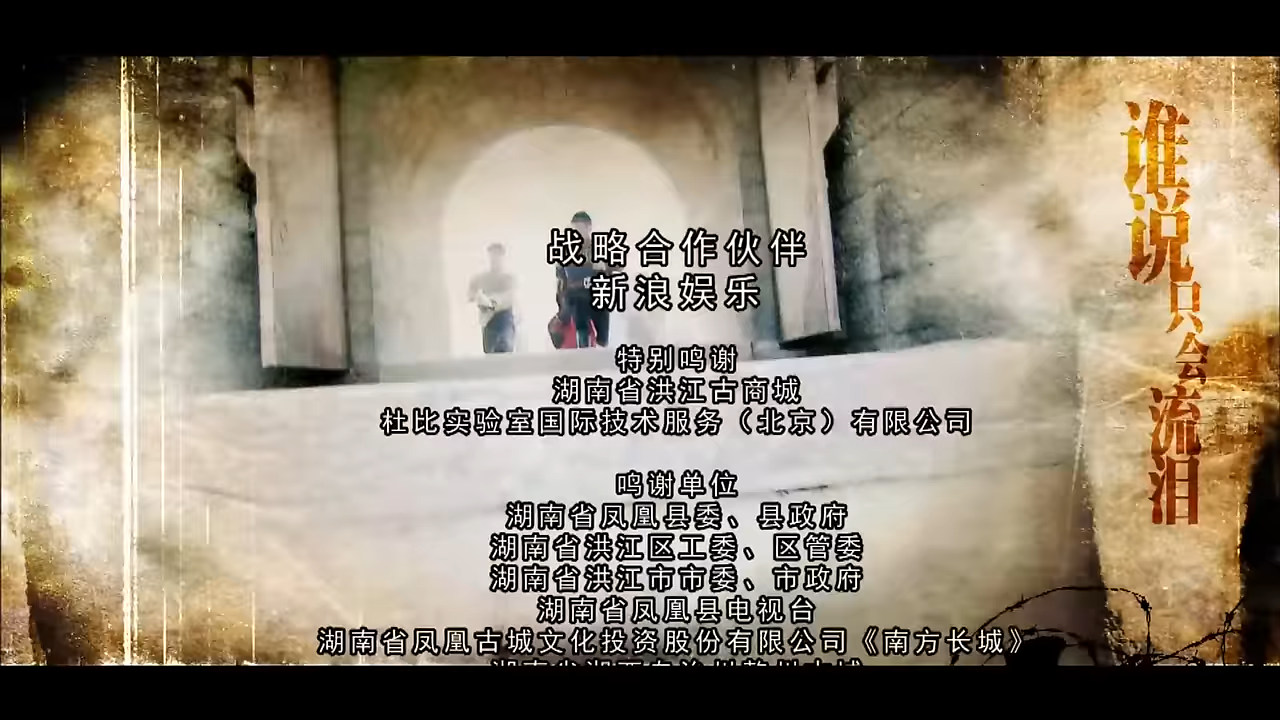 战略合作伙伴
新浪娱乐
特别鸣谢
湖南省洪江古商城
杜比实验室国际技术服务（北京）有限公司
鸣谢单位
湖南省凤凰县委、县政府
湖南省洪江区工委、区管委
湖南省洪江市市委、市政府
湖南省凤凰县电视台
湖南省凤凰古城文化投资股份有限公司《南方长城》
谁说只会流泪